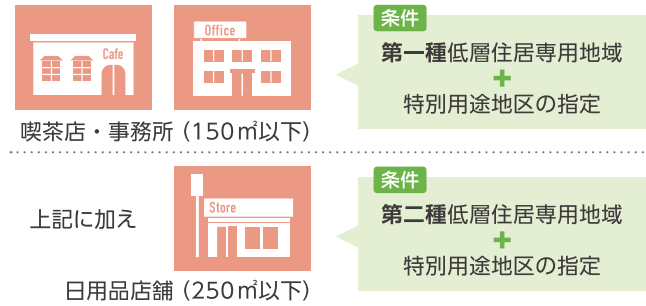 Cafe
Office
喫茶店・事務所（150㎡以下）
条件
第一種低層住居専用地域
+
特別用途地区の指定
上記に加え
Store
日用品店舗（250㎡以下）
条件
第二種低層住居専用地域
+
特別用途地区の指定